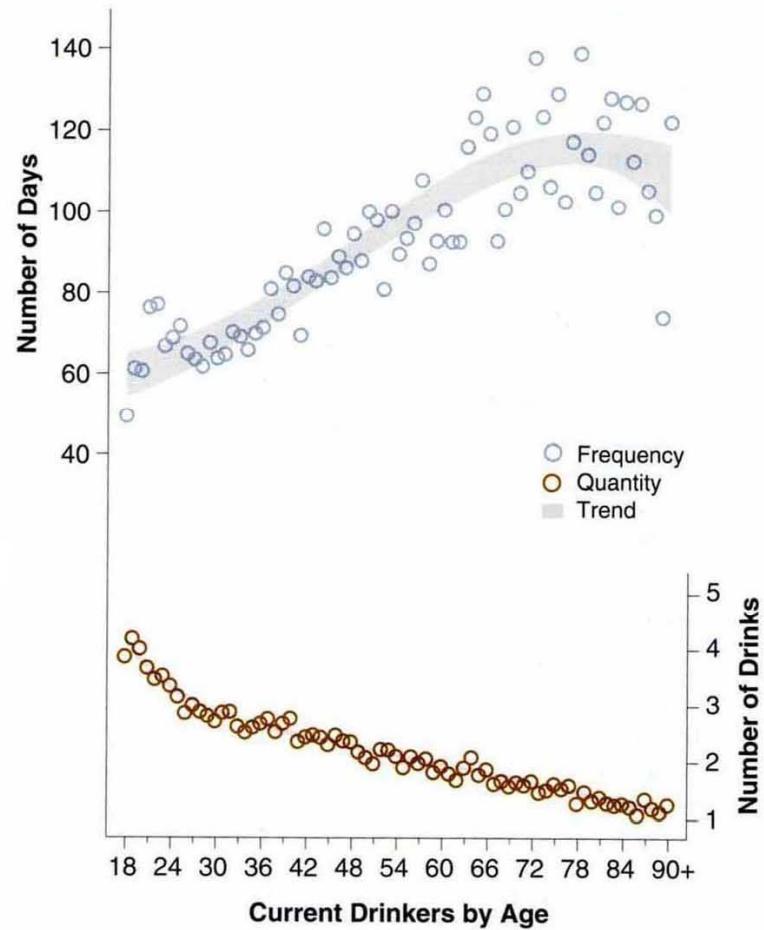 Number of Days
140
120
100
80
60
40
Frequency
Quantity
Trend
5
4
3
2
1
Number of Drinks
18 24 30 36 42 48 54 60 66 72 78 84 90+
Current Drinkers by Age